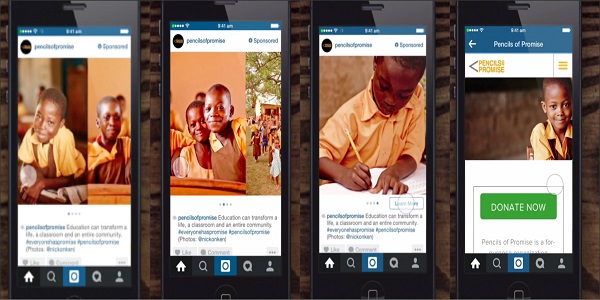 9:41 am
pencilsofpromise
Sponsored
pencilsofpromise Education can transform a
life, a classroom and an entire community.
#everyonehaspromise #pencilsofpromise
(Photos: @nickonken)
Like
Comment
9:41 am
pencilsofpromise
Sponsored
pencilsofpromise Education can transform a
life, a classroom and an entire community.
#everyonehaspromise #pencilsofpromise
(Photos: @nickonken)
Like
Comment
9:41 am
pencilsofpromise
Sponsored
Learn More
pencilsofpromise Education can transform a
life, a classroom and an entire community.
#everyonehaspromise #pencilsofpromise
(Photos: @nickonken)
Like
Comment
9:41 am
Pencils of Promise
PENCILS OF
PROMISE
DONATE NOW
Pencils of Promise is a for-